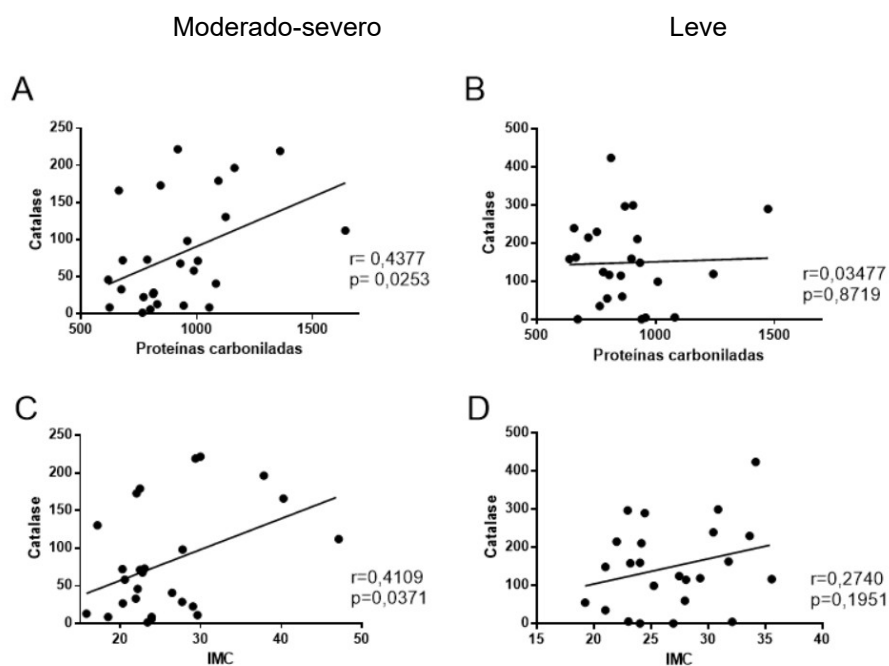 Moderado-severo
Leve
A
250
200
150
100
50
0
Catalase
500
1000
1500
Proteínas carboniladas
r= 0,4377
p= 0,0253
B
500
400
300
200
100
0
Catalase
500
1000
1500
Proteínas carboniladas
r=0,03477
p=0,8719
C
250
200
150
100
50
0
Catalase
20
30
40
50
IMC
r=0,4109
p=0,0371
D
500
400
300
200
100
0
Catalase
15
20
25
30
35
40
IMC
r=0,2740
p=0,1951